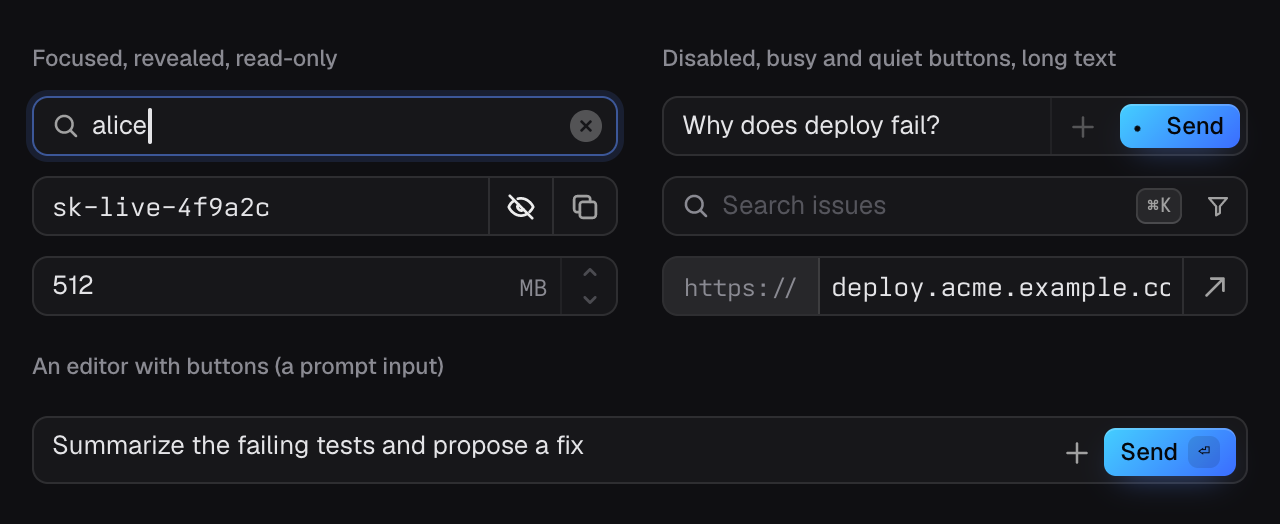 Focused, revealed, read-only
alice
sk-live-4f9a2c
512 MB
Disabled, busy and quiet buttons, long text
Why does deploy fail? Send
Search issues ⌘K
https:// deploy.acme.example.cc
An editor with buttons (a prompt input)
Summarize the failing tests and propose a fix Send ⏎